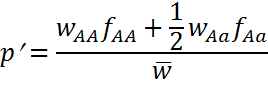 p′ = (w_AA f_AA + 1/2 w_Aa f_Aa) / w̅